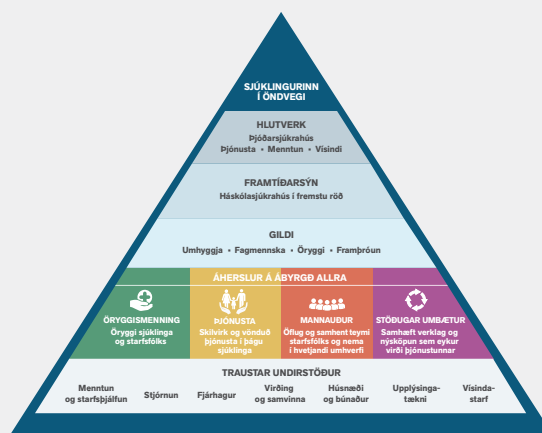 SJÚKLINGURINN
Í ÖNDVEGI
HLUTVERK
Þjóðarsjúkrahús
Þjónusta • Menntun • Vísindi
FRAMTÍÐARSÝN
Háskólasjúkrahús í fremstu röð
GILDI
Umhyggja • Fagmennska • Öryggi • Framþróun
ÁHERSLUR Á ÁBYRGÐ ALLRA
ÖRYGGISMENNING
Öryggi sjúklinga
og starfsfólks
ÞJÓNUSTA
Skilvirk og vönduð
þjónusta í þágu
sjúklinga
MANNAUÐUR
Öflug og samhent teymi
starfsfólks og nema
í hvetjandi umhverfi
STÖÐUGAR UMBÆTUR
Samhæft verklag og
nýsköpun sem eykur
virði þjónustunnar
TRAUSTAR UNDIRSTÖÐUR
Menntun
og starfsþjálfun
Stjórnun
Fjárhagur
Virðing
og samvinna
Húsnæði
og búnaður
Upplýsinga-
tækni
Vísinda-
starf